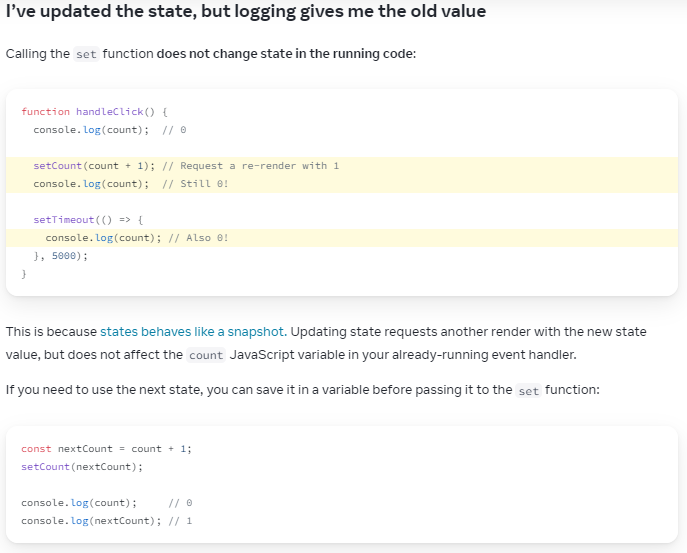 I've updated the state, but logging gives me the old value
Calling the set function does not change state in the running code:
function handleClick() {
  console.log(count);  // 0
  setCount(count + 1); // Request a re-render with 1
  console.log(count);  // Still 0!
  setTimeout(() => {
    console.log(count); // Also 0!
  }, 5000);
}
This is because states behaves like a snapshot. Updating state requests another render with the new state
value, but does not affect the count JavaScript variable in your already-running event handler.
If you need to use the next state, you can save it in a variable before passing it to the set function:
const nextCount = count + 1;
setCount(nextCount);
console.log(count);     // 0
console.log(nextCount); // 1